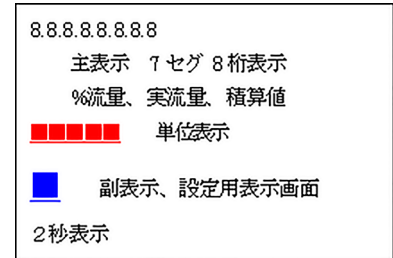 8.8.8.8.8.8.8.8
主表示 7セグ 8桁表示
%流量、実流量、積算値
■■■■■ 単位表示
■ 副表示、設定用表示画面
2秒表示